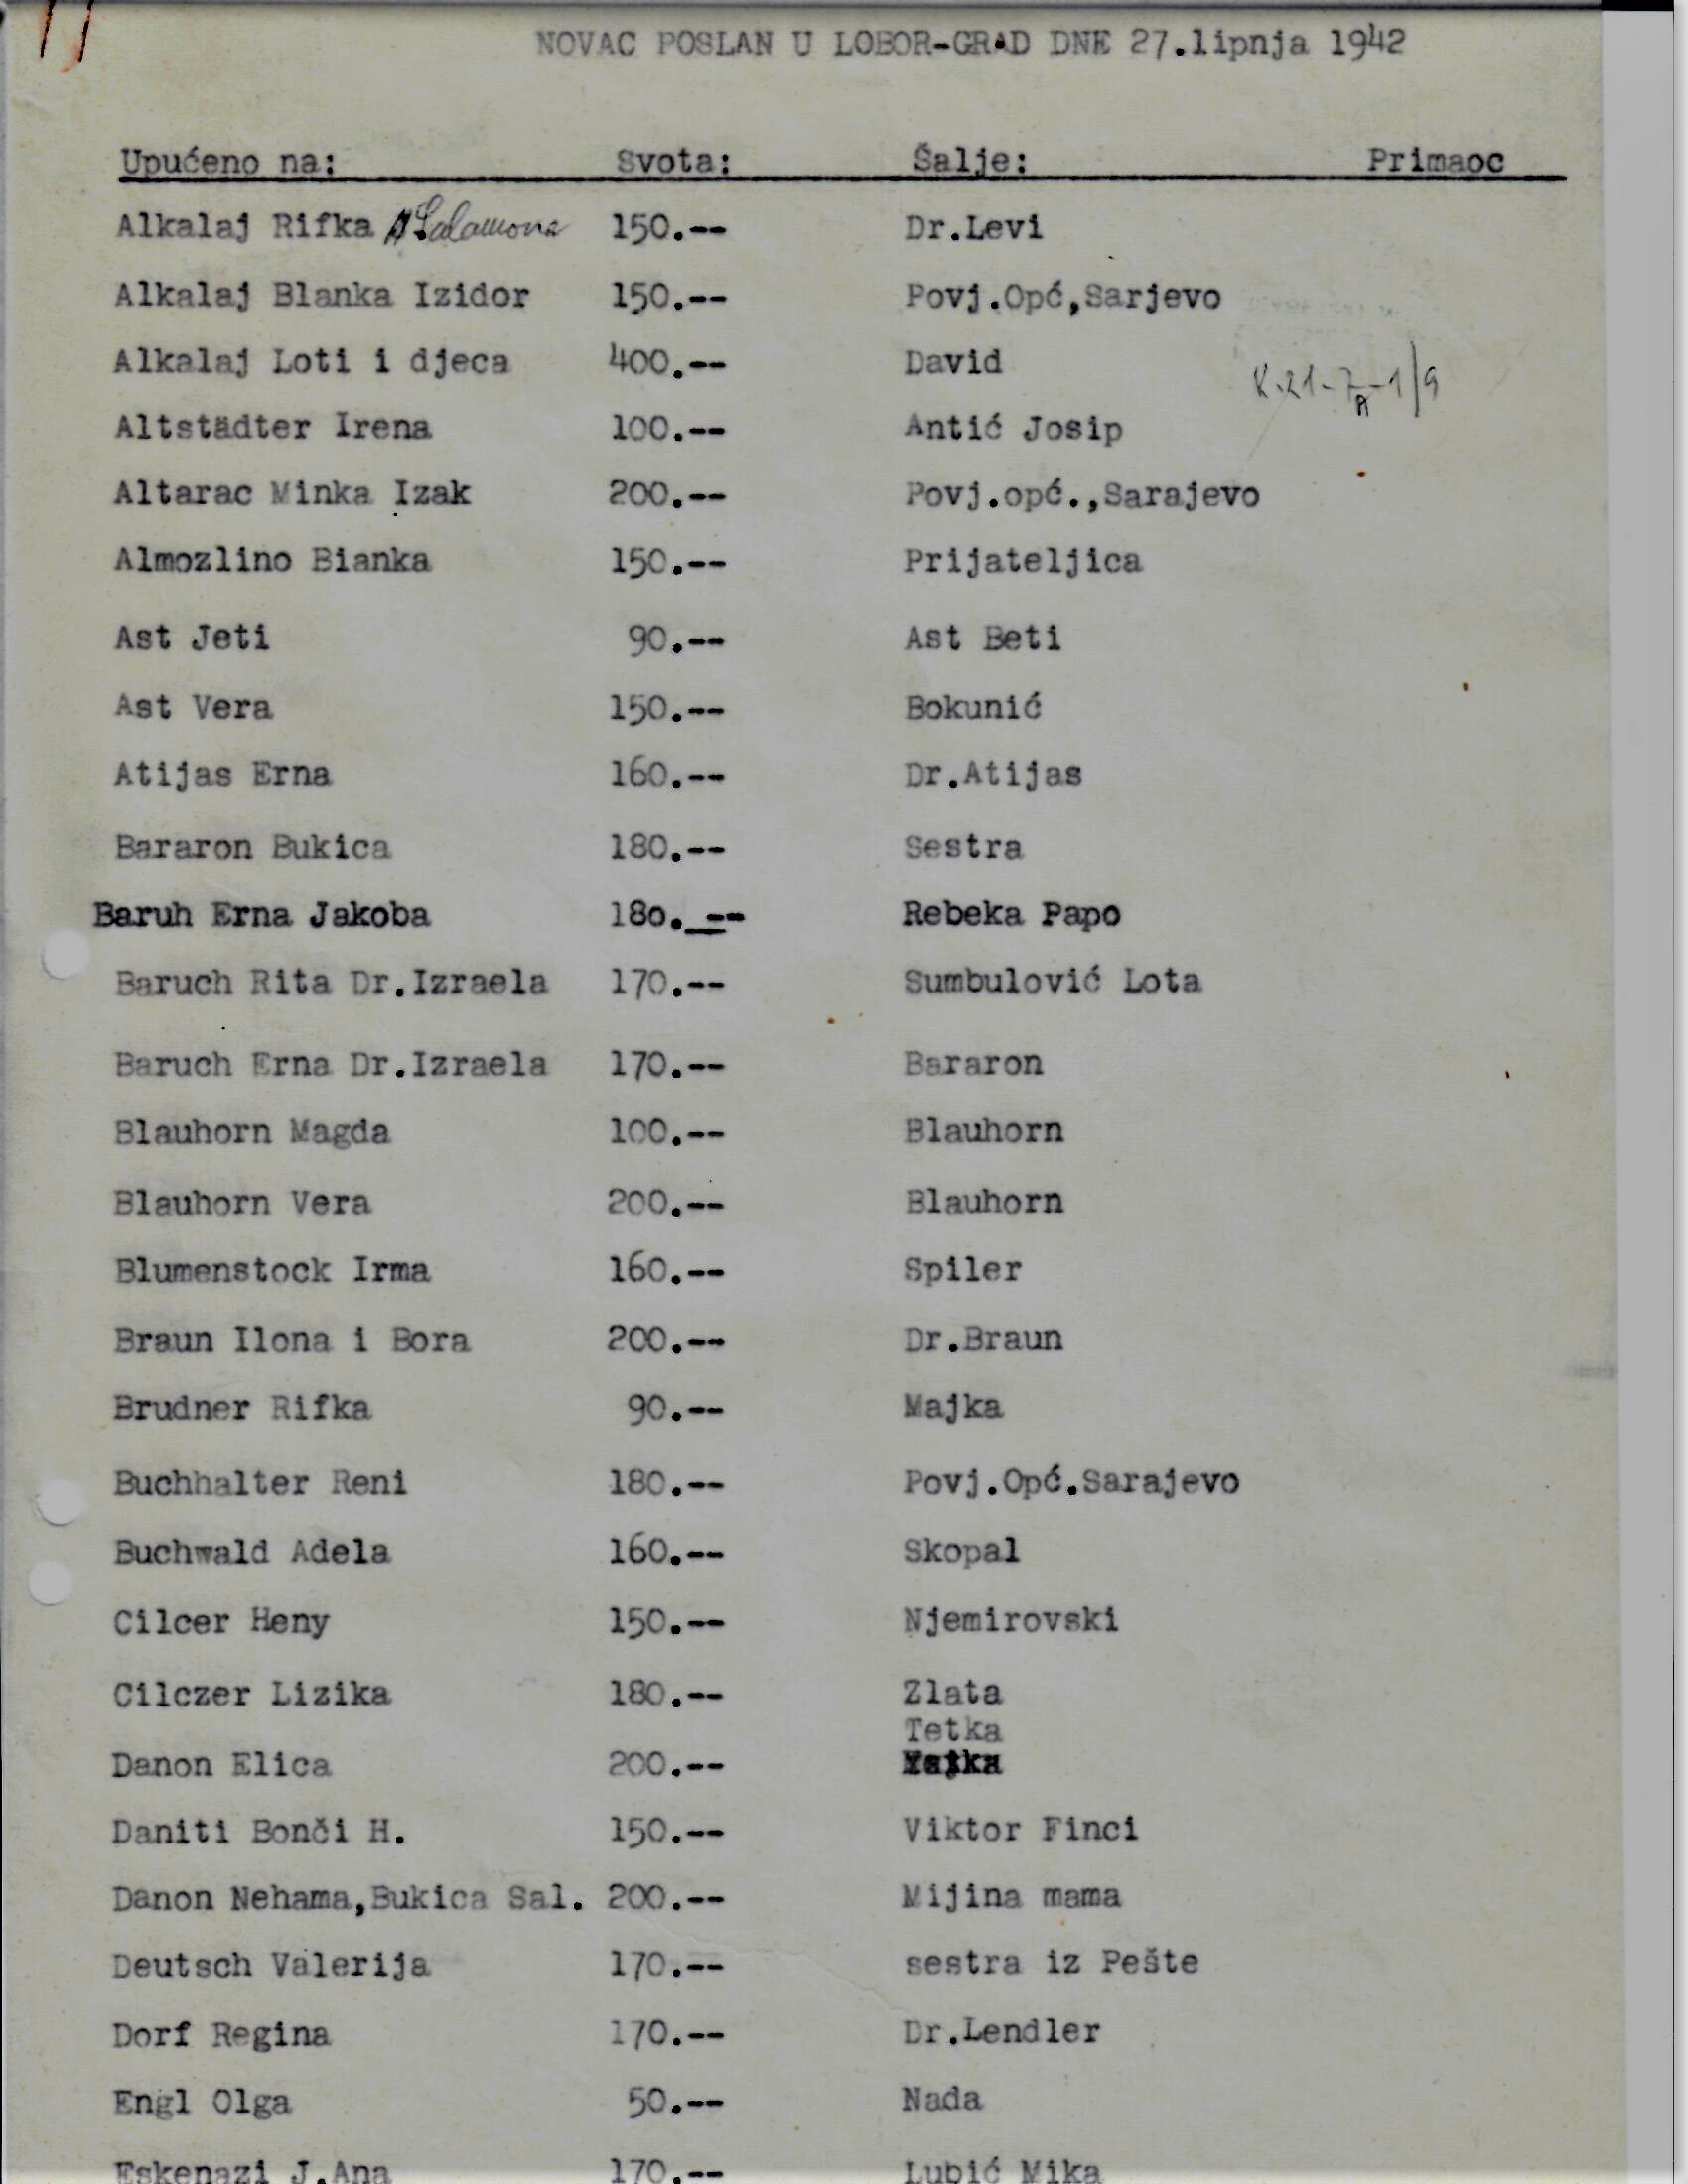 NOVAC POSLAN U LOBOR-GRAD DNE 27.lipnja 1942
Upućeno na: Svota: Šalje: Primaoc
Alkalaj Rifka Salamona 150.-- Dr.Levi
Alkalaj Blanka Izidor 150.-- Povj.Opć,Sarjevo
Alkalaj Loti i djeca 400.-- David
K.21-7-1/9
A
Altstädter Irena 100.-- Antić Josip
Altarac Minka Izak 200.-- Povj.opć.,Sarajevo
Almozlino Bianka 150.-- Prijateljica
Ast Jeti 90.-- Ast Beti
Ast Vera 150.-- Bokunić
Atijas Erna 160.-- Dr.Atijas
Bararon Bukica 180.-- Sestra
Baruh Erna Jakoba 180.-- Rebeka Papo
Baruch Rita Dr.Izraela 170.-- Sumbulović Lota
Baruch Erna Dr.Izraela 170.-- Bararon
Blauhorn Magda 100.-- Blauhorn
Blauhorn Vera 200.-- Blauhorn
Blumenstock Irma 160.-- Spiler
Braun Ilona i Bora 200.-- Dr.Braun
Brudner Rifka 90.-- Majka
Buchhalter Reni 180.-- Povj.Opć.Sarajevo
Buchwald Adela 160.-- Skopal
Cilcer Heny 150.-- Njemirovski
Cilczer Lizika 180.-- Zlata
Tetka
Danon Elica 200.--
Daniti Bonči H. 150.-- Viktor Finci
Danon Nehama,Bukica Sal. 200.-- Mijina mama
Deutsch Valerija 170.-- sestra iz Pešte
Dorf Regina 170.-- Dr.Lendler
Engl Olga 50.-- Nada
Eskenazi J.Ana 170.-- Lubić Mika